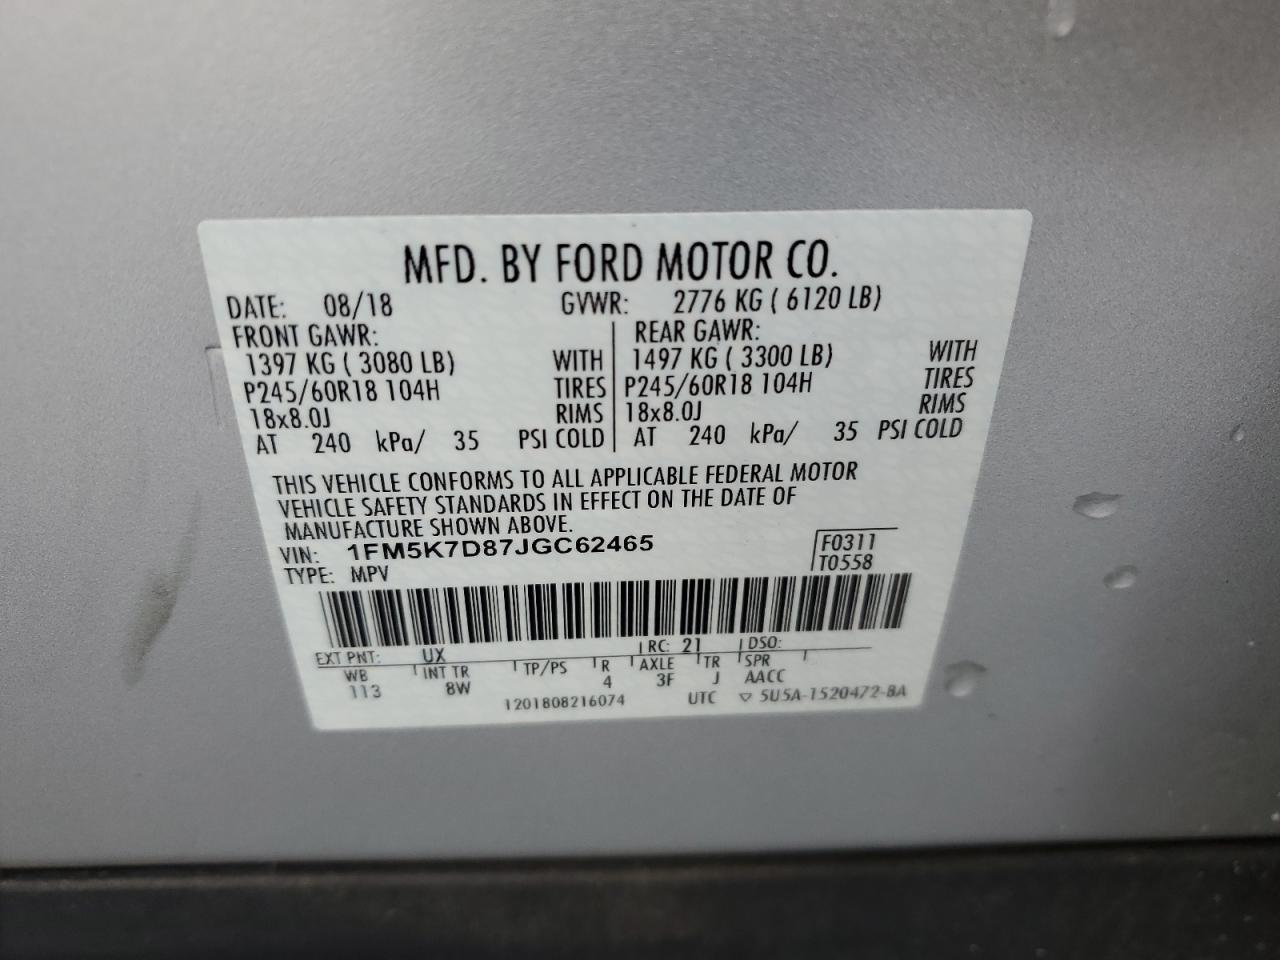 MFD. BY FORD MOTOR CO.
DATE: 08/18 GVWR: 2776 KG ( 6120 LB)
FRONT GAWR: REAR GAWR:
1397 KG ( 3080 LB) WITH 1497 KG ( 3300 LB) WITH
P245/60R18 104H TIRES P245/60R18 104H TIRES
18x8.0J RIMS 18x8.0J RIMS
AT 240 kPa/ 35 PSI COLD AT 240 kPa/ 35 PSI COLD
THIS VEHICLE CONFORMS TO ALL APPLICABLE FEDERAL MOTOR
VEHICLE SAFETY STANDARDS IN EFFECT ON THE DATE OF
MANUFACTURE SHOWN ABOVE.
VIN: 1FM5K7D87JGC62465 F0311
TYPE: MPV T0558
EXT PNT: UX RC: 21 DSO:
WB INT TR TP/PS R AXLE TR SPR
113 8W 4 3F J AACC
1201808216074 UTC ▽ 5U5A-1520472-BA